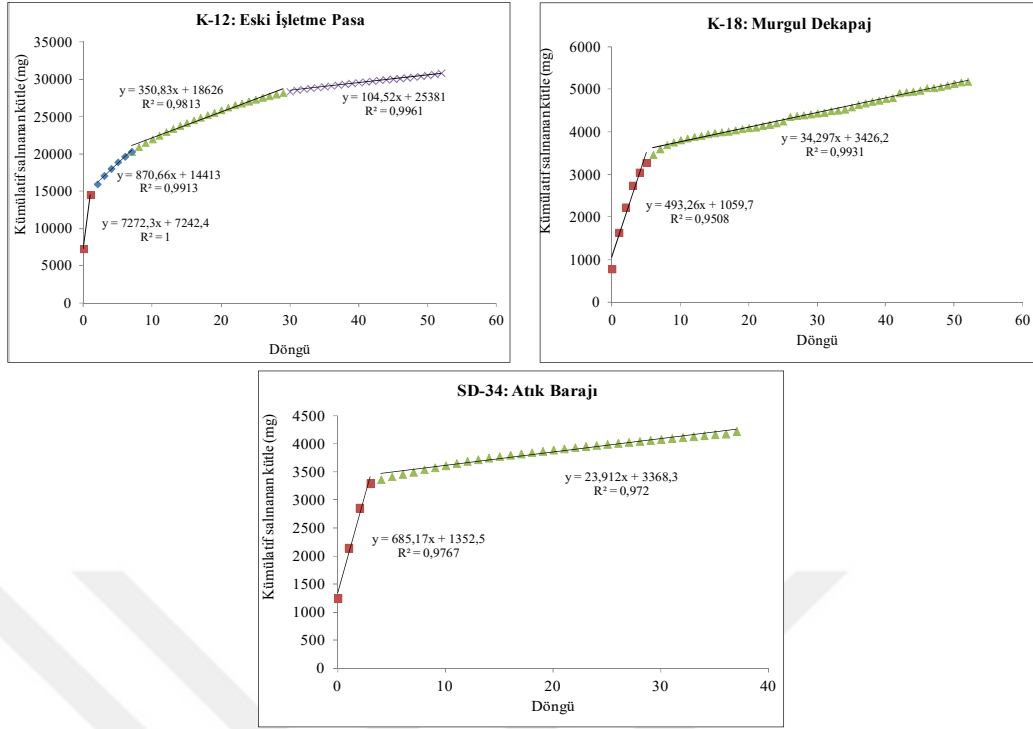 K-12: Eski İşletme Pasa
Kümülatif salınanan kütle (mg)
35000
30000
25000
20000
15000
10000
5000
0
y = 350,83x + 18626
R² = 0,9813
y = 104,52x + 25381
R² = 0,9961
y = 870,66x + 14413
R² = 0,9913
y = 7272,3x + 7242,4
R² = 1
0 10 20 30 40 50 60
Döngü
K-18: Murgul Dekapaj
Kümülatif salınanan kütle (mg)
6000
5000
4000
3000
2000
1000
0
y = 34,297x + 3426,2
R² = 0,9931
y = 493,26x + 1059,7
R² = 0,9508
0 10 20 30 40 50 60
Döngü
SD-34: Atık Barajı
Kümülatif salınanan kütle (mg)
4500
4000
3500
3000
2500
2000
1500
1000
500
0
y = 23,912x + 3368,3
R² = 0,972
y = 685,17x + 1352,5
R² = 0,9767
0 10 20 30 40
Döngü